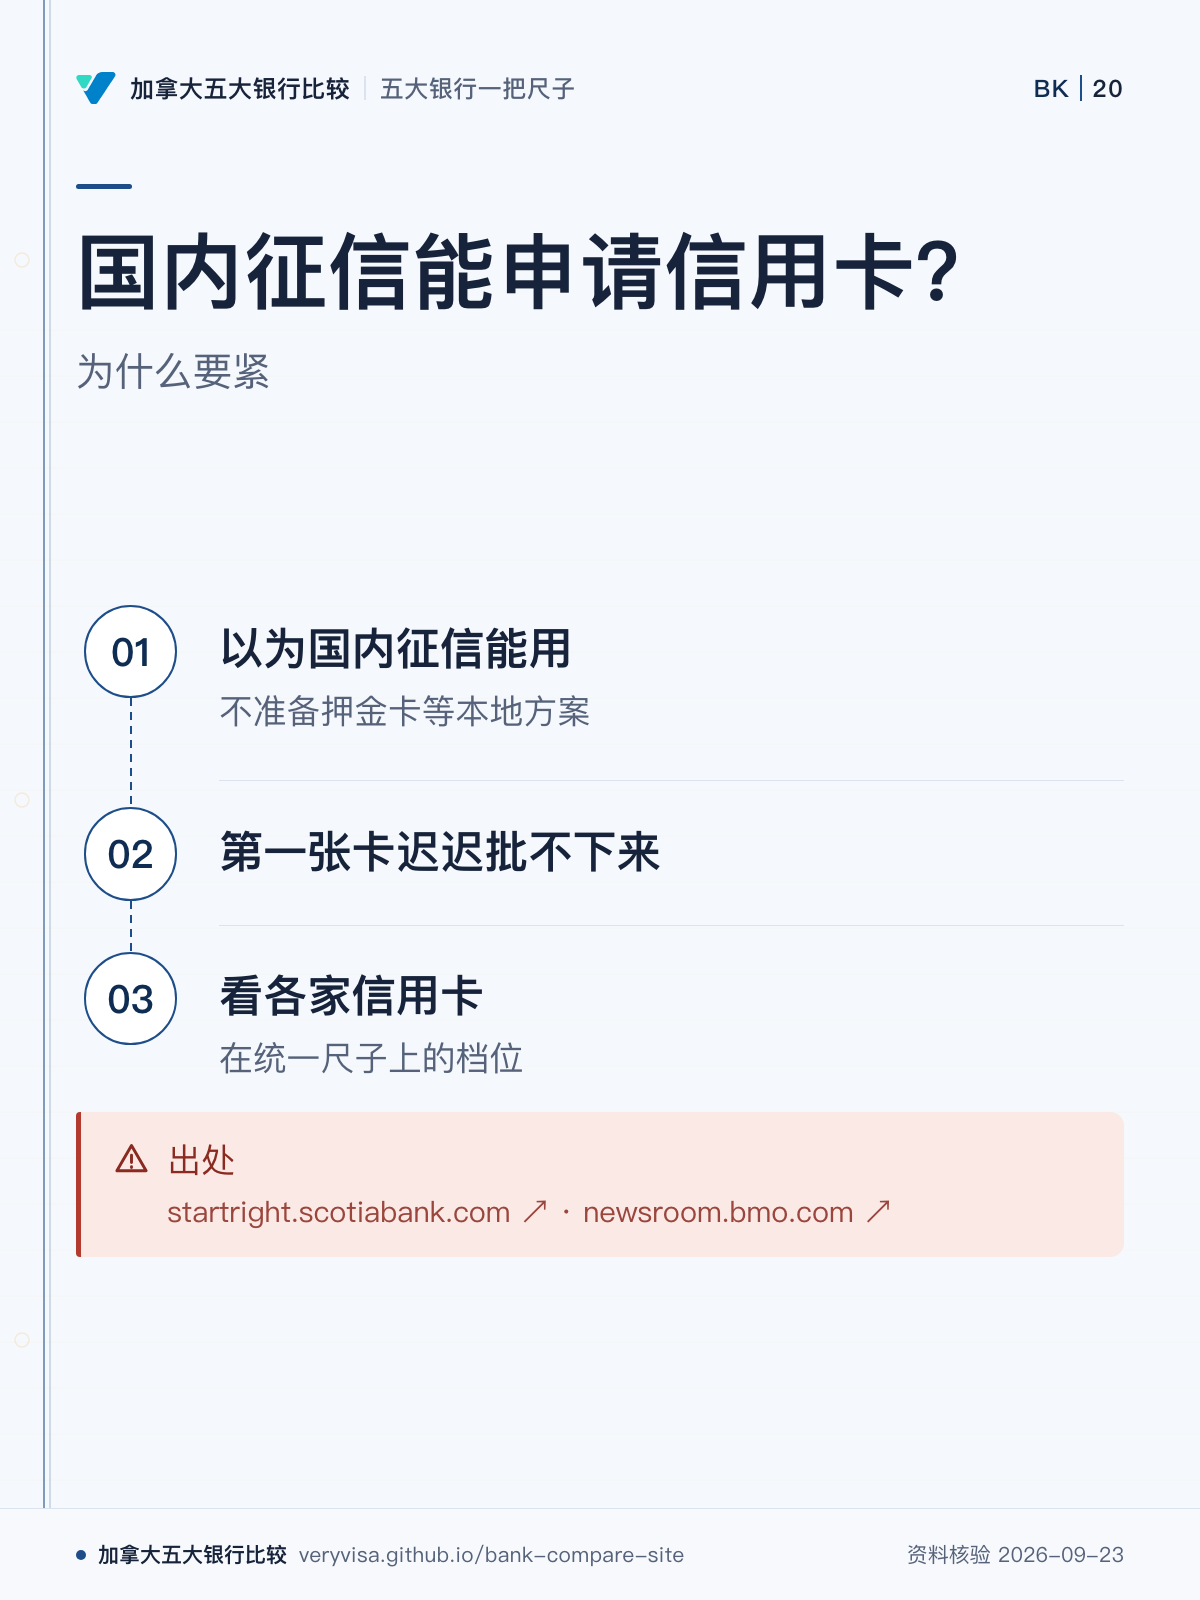 加拿大五大银行比较 五大银行一把尺子 BK 20
国内征信能申请信用卡?
为什么要紧
01 以为国内征信能用
不准备押金卡等本地方案
02 第一张卡迟迟批不下来
03 看各家信用卡
在统一尺子上的档位
出处
startright.scotiabank.com ↗ · newsroom.bmo.com ↗
加拿大五大银行比较 veryvisa.github.io/bank-compare-site 资料核验 2026-09-23